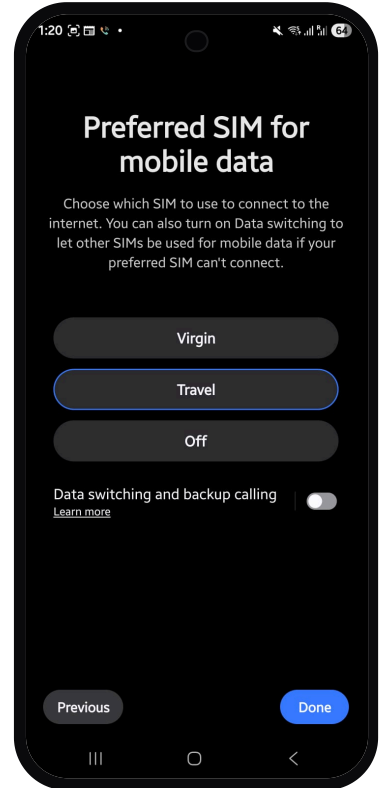 1:20
64
Preferred SIM for
mobile data
Choose which SIM to use to connect to the
internet. You can also turn on Data switching to
let other SIMs be used for mobile data if your
preferred SIM can't connect.
Virgin
Travel
Off
Data switching and backup calling
Learn more
Previous
Done